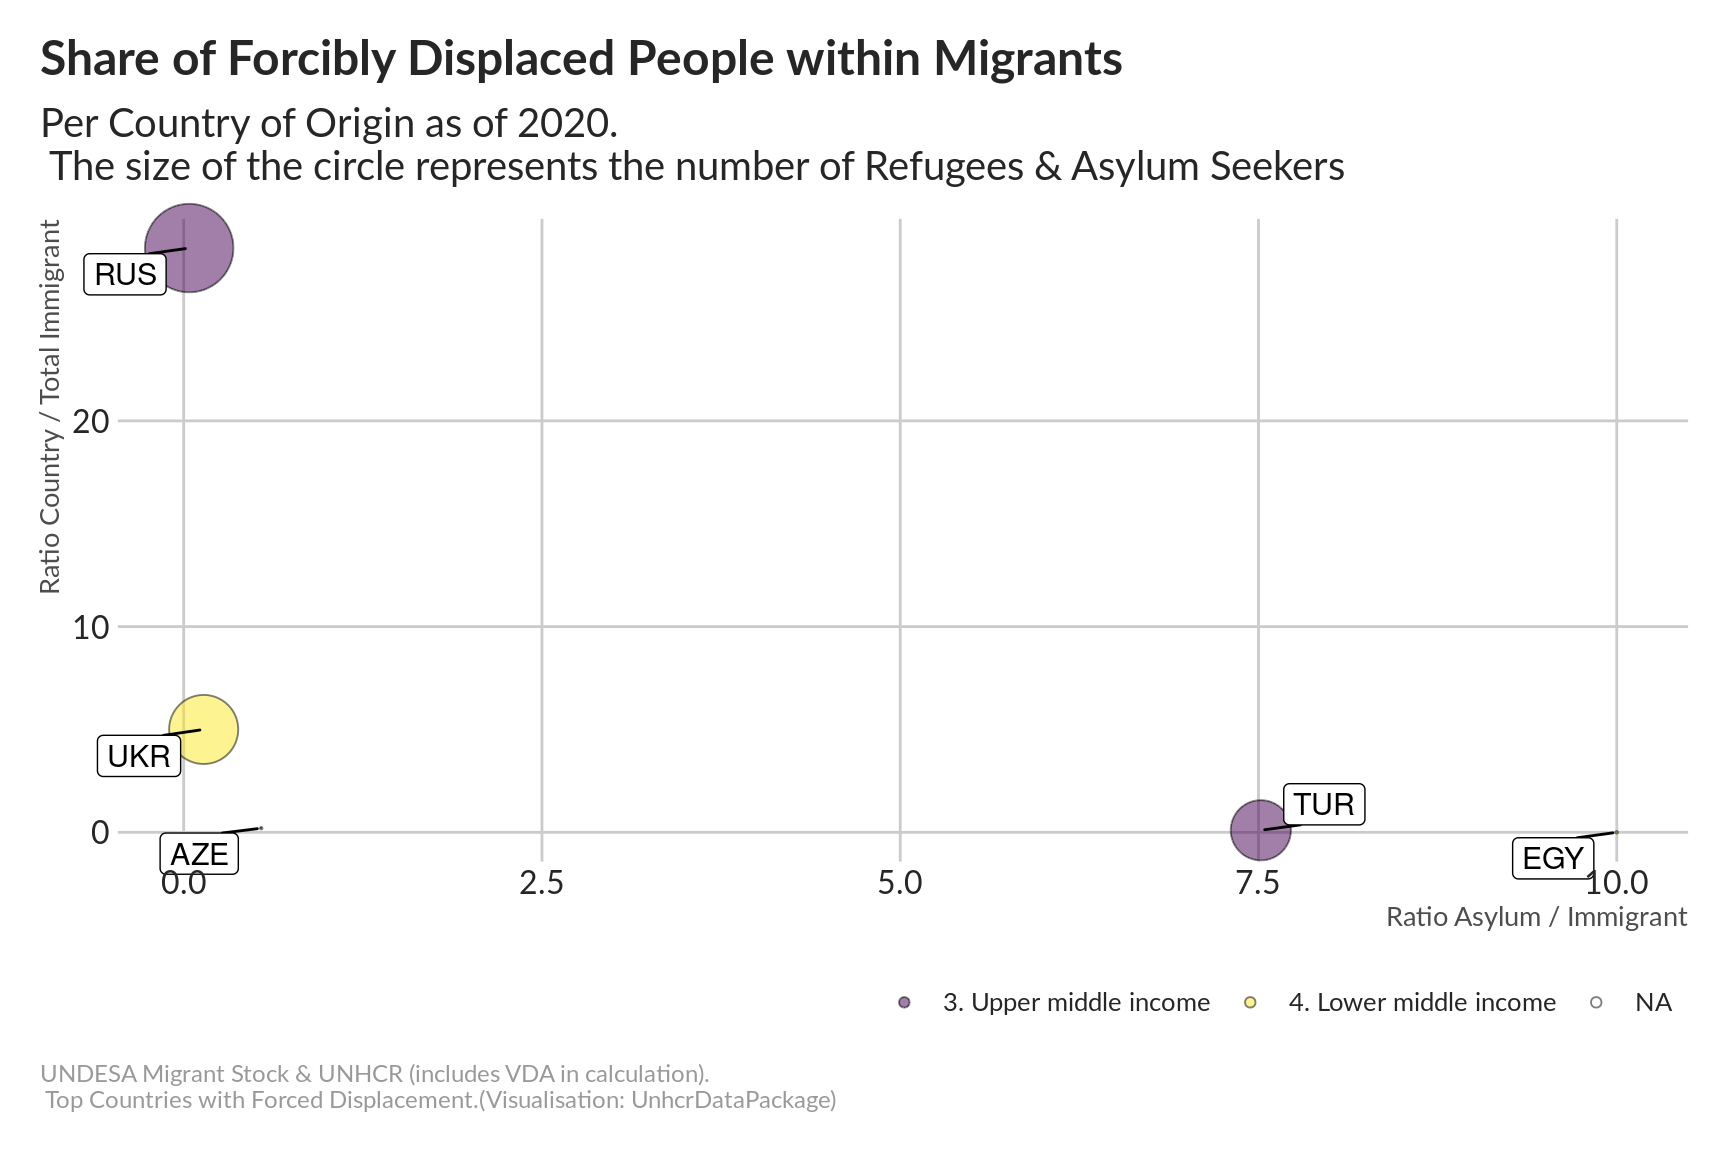 Share of Forcibly Displaced People within Migrants
Per Country of Origin as of 2020.
The size of the circle represents the number of Refugees & Asylum Seekers
Ratio Country / Total Immigrant
RUS
20
10
UKR
TUR
0
AZE
EGY
0.0 2.5 5.0 7.5 10.0
Ratio Asylum / Immigrant
3. Upper middle income 4. Lower middle income NA
UNDESA Migrant Stock & UNHCR (includes VDA in calculation).
Top Countries with Forced Displacement.(Visualisation: UnhcrDataPackage)